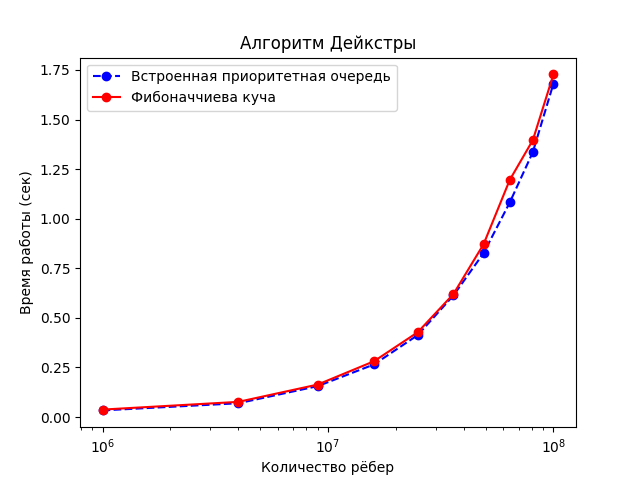 Алгоритм Дейкстры
Встроенная приоритетная очередь
Фибоначчиева куча
Время работы (сек)
1.75
1.50
1.25
1.00
0.75
0.50
0.25
0.00
10⁶ 10⁷ 10⁸
Количество рёбер